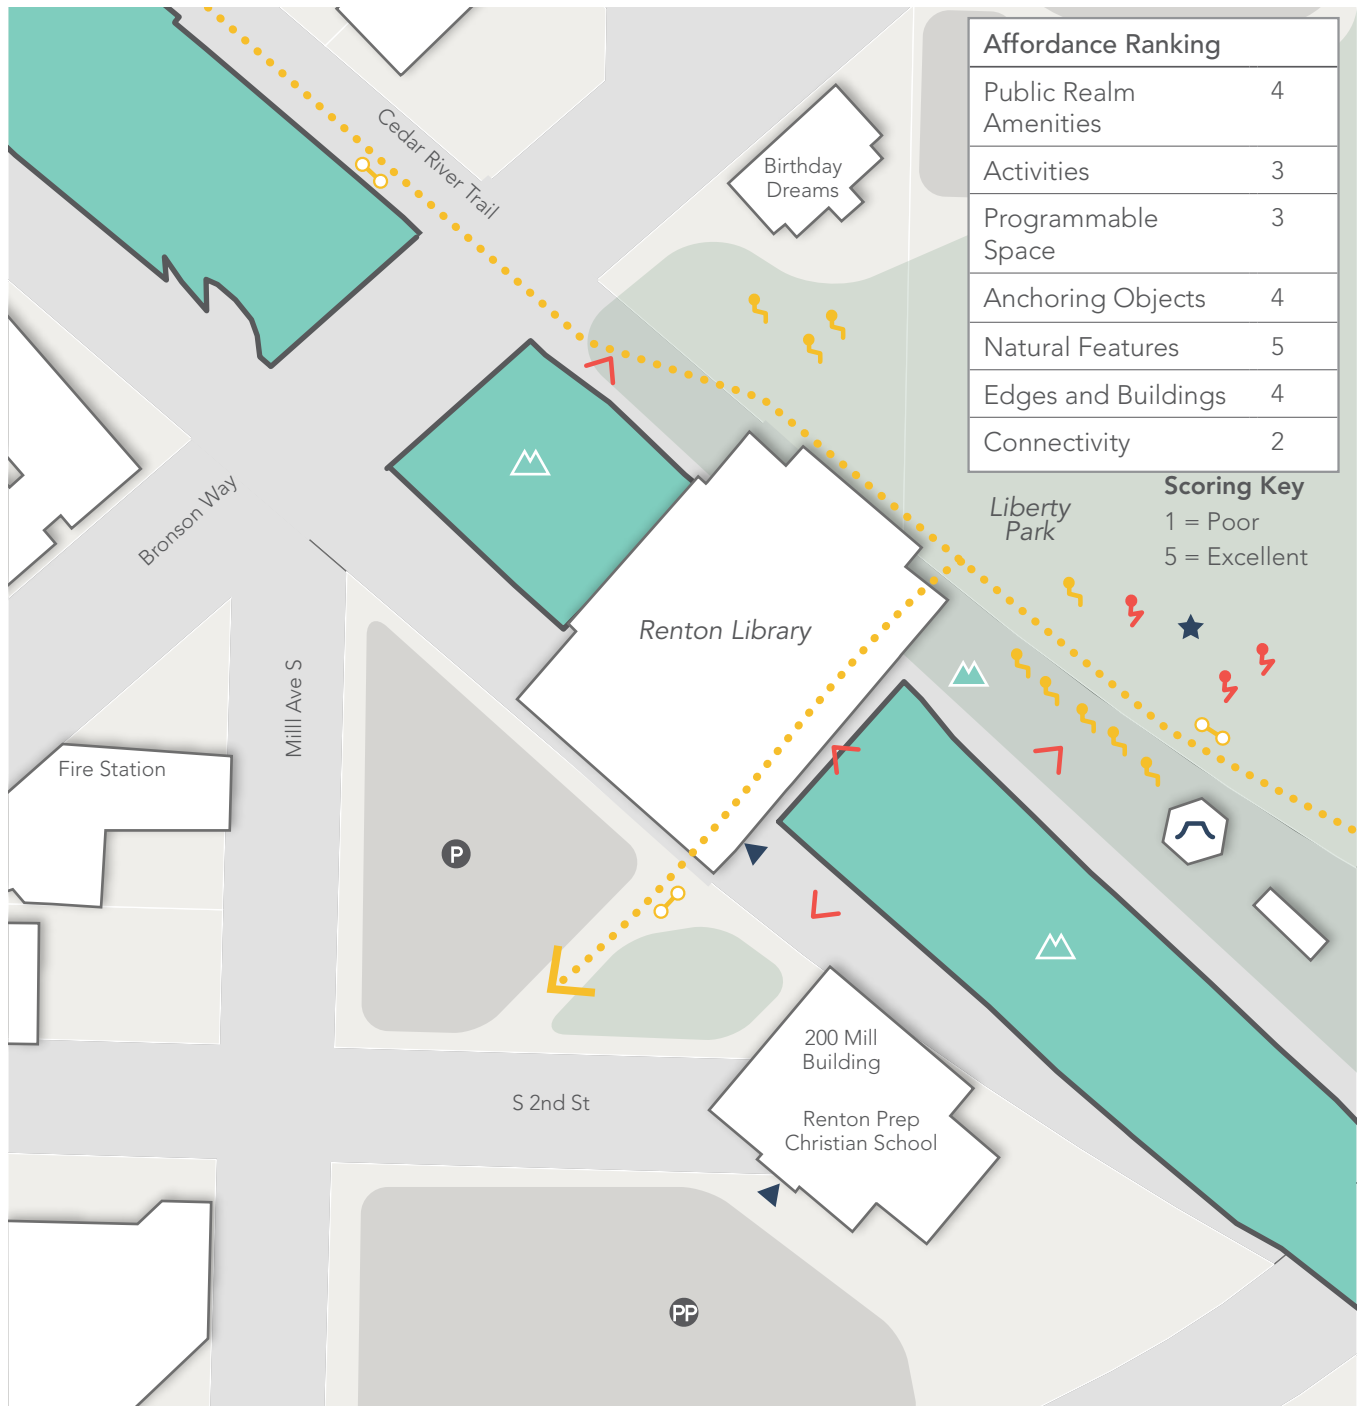 Affordance Ranking
Public Realm 4
Amenities
Activities 3
Programmable 3
Space
Anchoring Objects 4
Natural Features 5
Edges and Buildings 4
Connectivity 2
Scoring Key
1 = Poor
5 = Excellent
Cedar River Trail
Birthday
Dreams
Liberty
Park
Bronson Way
Renton Library
Milll Ave S
Fire Station
P
200 Mill
Building
Renton Prep
Christian School
S 2nd St
PP